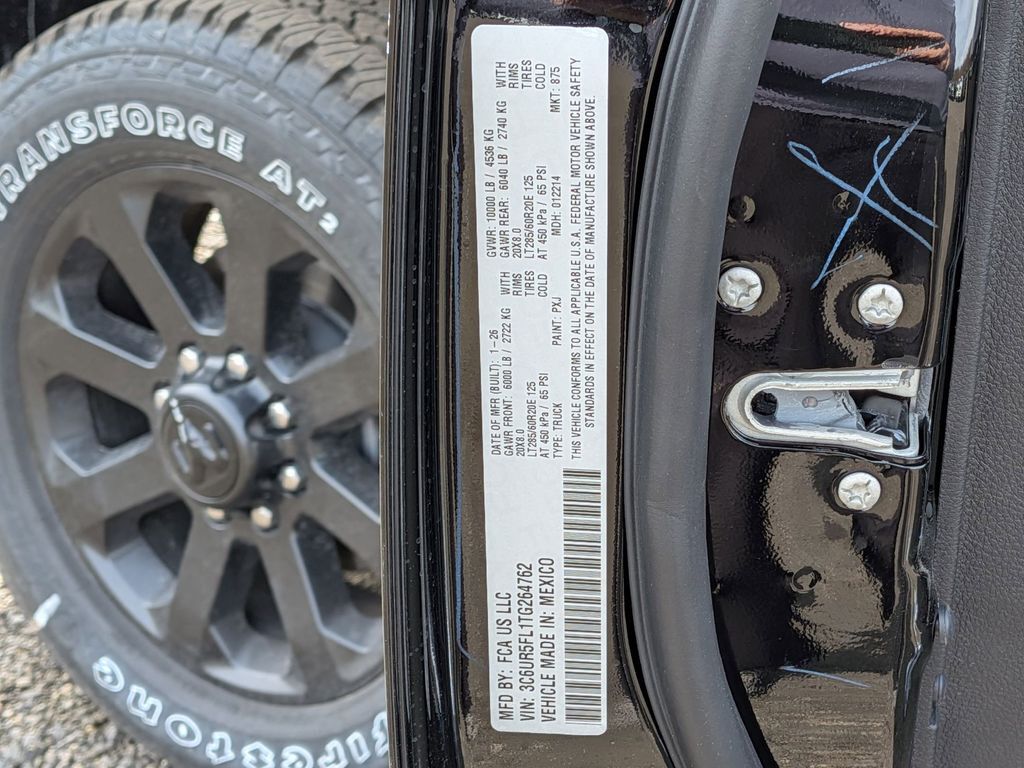 TRANSFORCE AT2
Firestone
MFD BY: FCA US LLC
VIN: 3C6UR5FL1TG264762
VEHICLE MADE IN: MEXICO
DATE OF MFR (BUILT): 1-26
GAWR FRONT: 6000 LB / 2722 KG WITH
20X8.0 RIMS
LT285/60R20E 125 TIRES
AT 450 kPa / 65 PSI COLD
TYPE: TRUCK PAINT: PXJ
GVWR: 10000 LB / 4536 KG
GAWR REAR: 6040 LB / 2740 KG WITH
20X8.0 RIMS
LT285/60R20E 125 TIRES
AT 450 kPa / 65 PSI COLD
MDH: 012214 MKT: 875
THIS VEHICLE CONFORMS TO ALL APPLICABLE U.S.A. FEDERAL MOTOR VEHICLE SAFETY
STANDARDS IN EFFECT ON THE DATE OF MANUFACTURE SHOWN ABOVE.